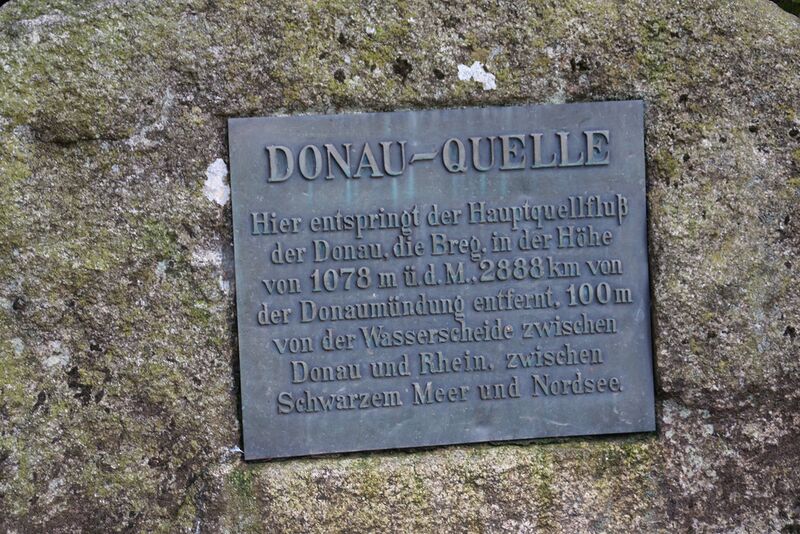 DONAU-QUELLE
Hier entspringt der Hauptquellfluß
der Donau, die Breg, in der Höhe
von 1078 m ü.d.M., 2888 km von
der Donaumündung entfernt, 100 m
von der Wasserscheide zwischen
Donau und Rhein, zwischen
Schwarzem Meer und Nordsee.